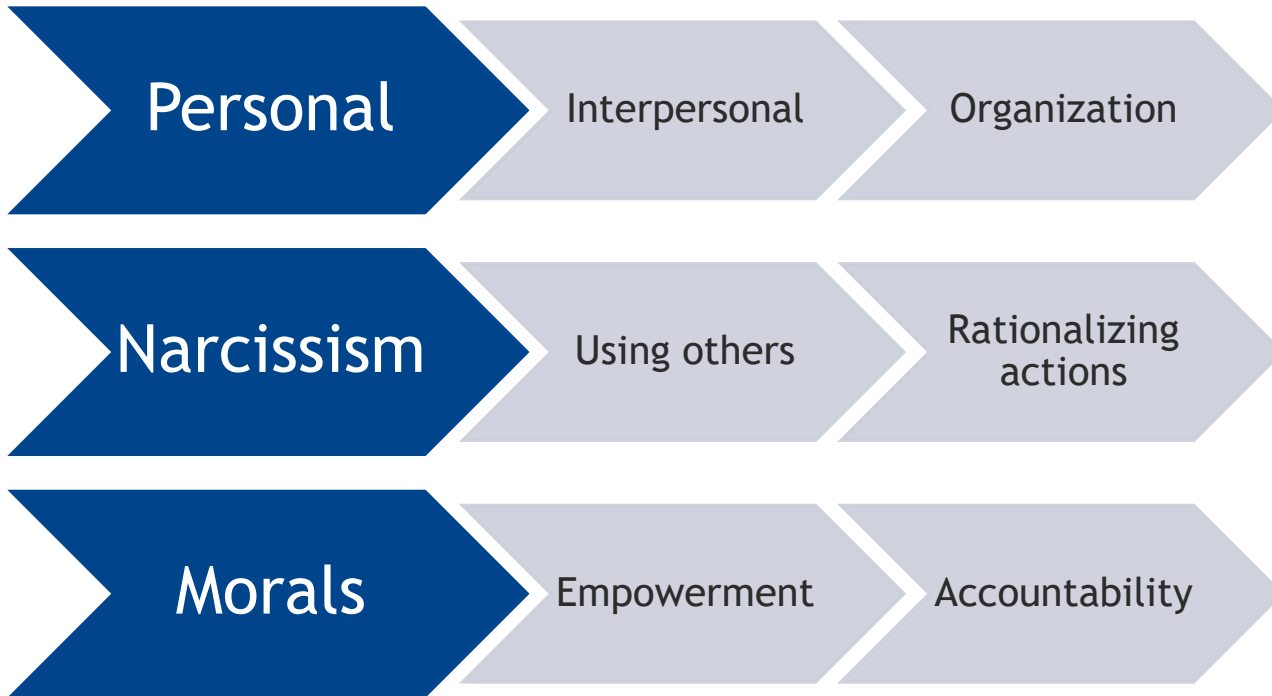 Personal
Interpersonal
Organization
Narcissism
Using others
Rationalizing
actions
Morals
Empowerment
Accountability